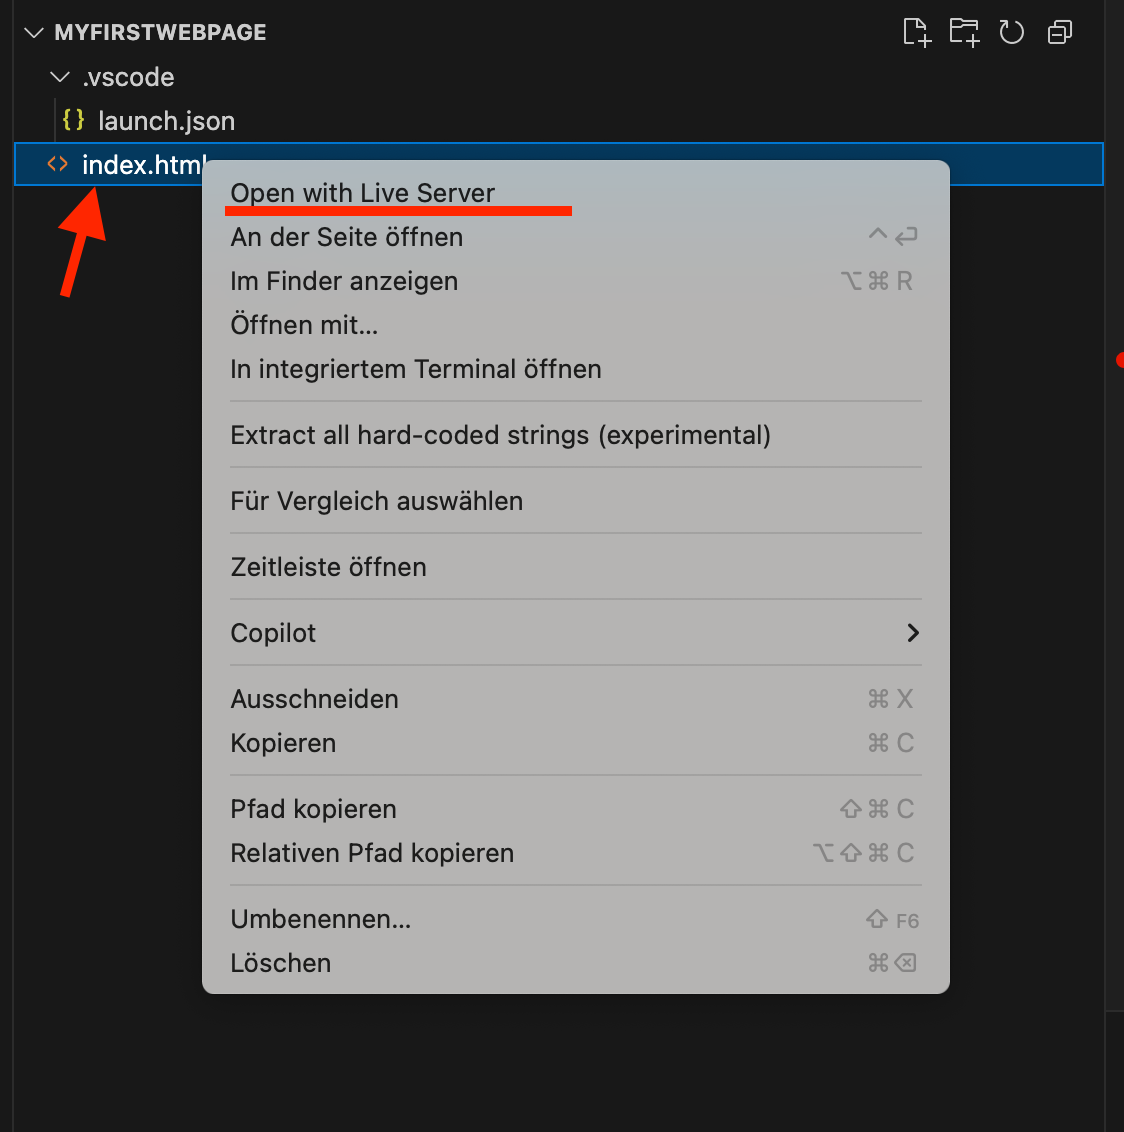 MYFIRSTWEBPAGE
.vscode
{} launch.json
<> index.html
Open with Live Server
An der Seite öffnen ⌃↩
Im Finder anzeigen ⌥⌘R
Öffnen mit...
In integriertem Terminal öffnen
Extract all hard-coded strings (experimental)
Für Vergleich auswählen
Zeitleiste öffnen
Copilot
Ausschneiden ⌘X
Kopieren ⌘C
Pfad kopieren ⇧⌘C
Relativen Pfad kopieren ⌥⇧⌘C
Umbenennen... ⇧F6
Löschen ⌘⌫